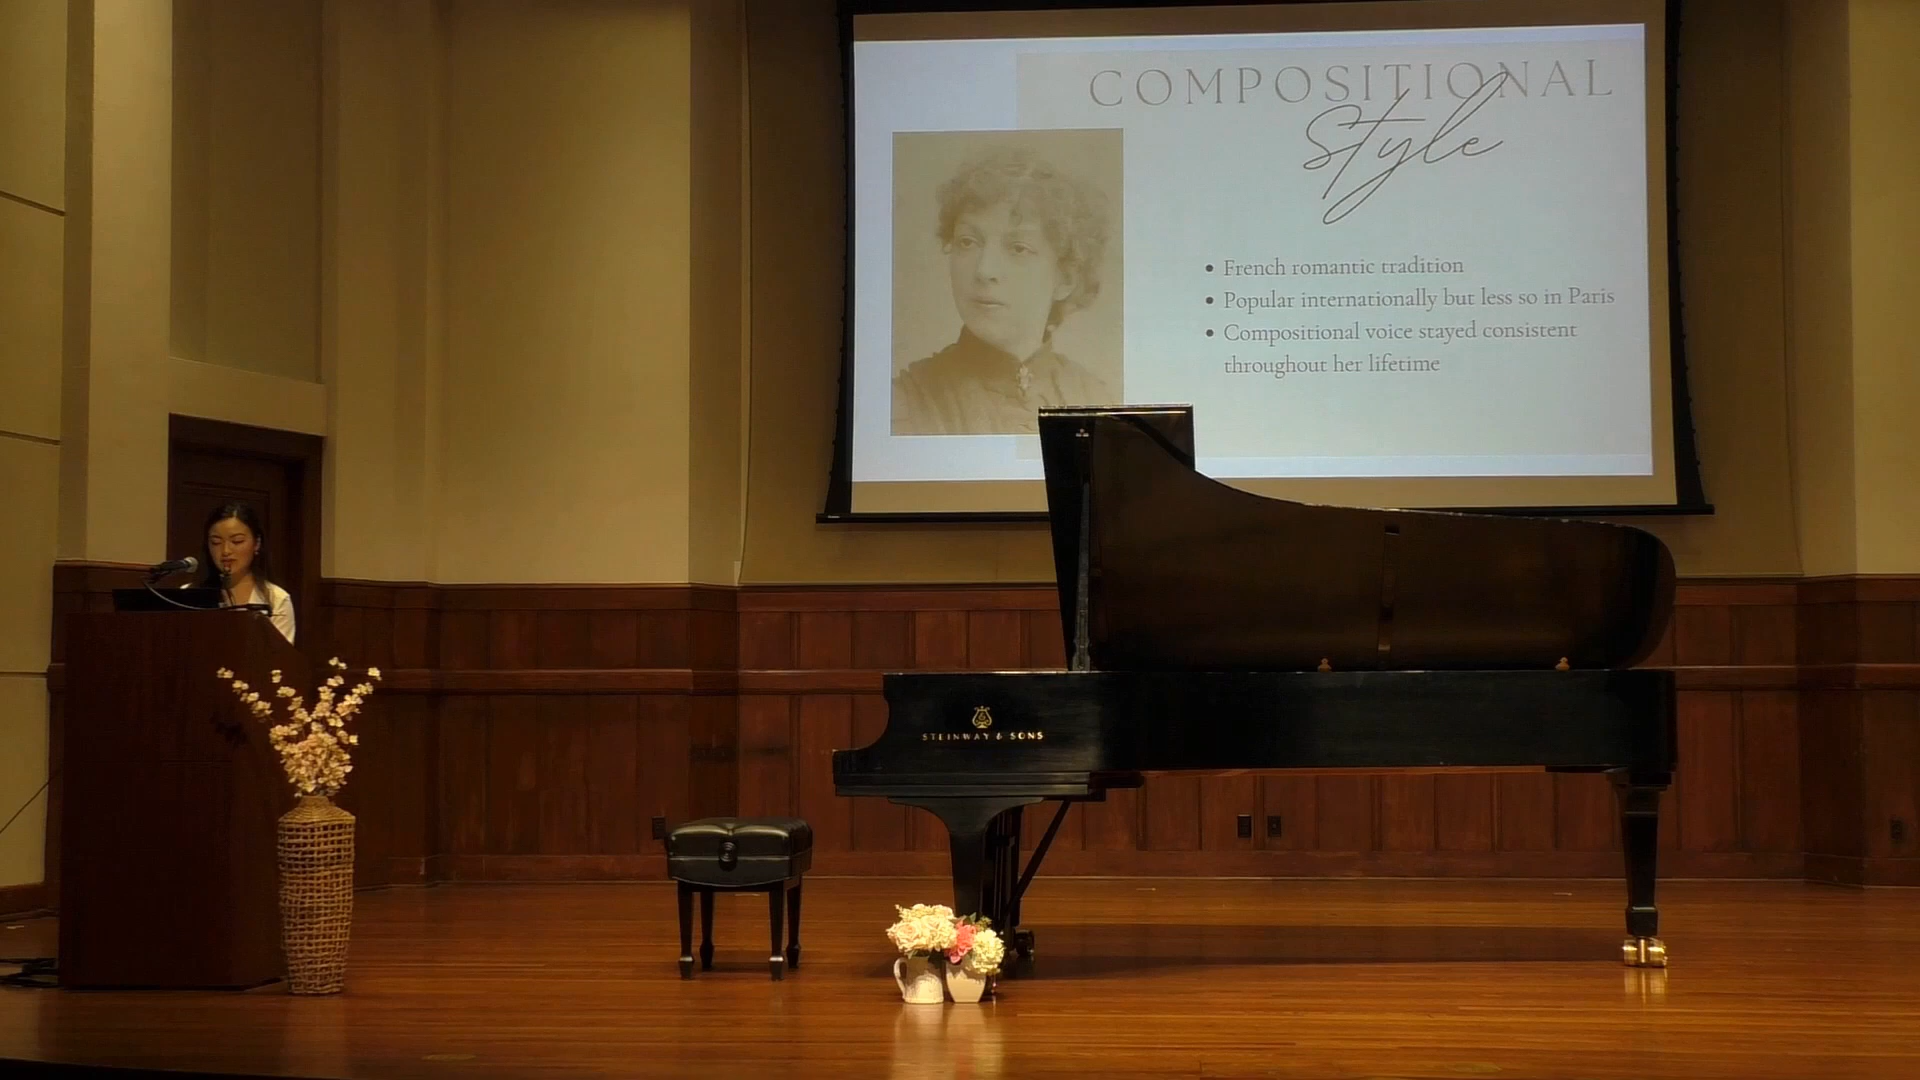 COMPOSITIONAL
Style
• French romantic tradition
• Popular internationally but less so in Paris
• Compositional voice stayed consistent
throughout her lifetime
STEINWAY & SONS